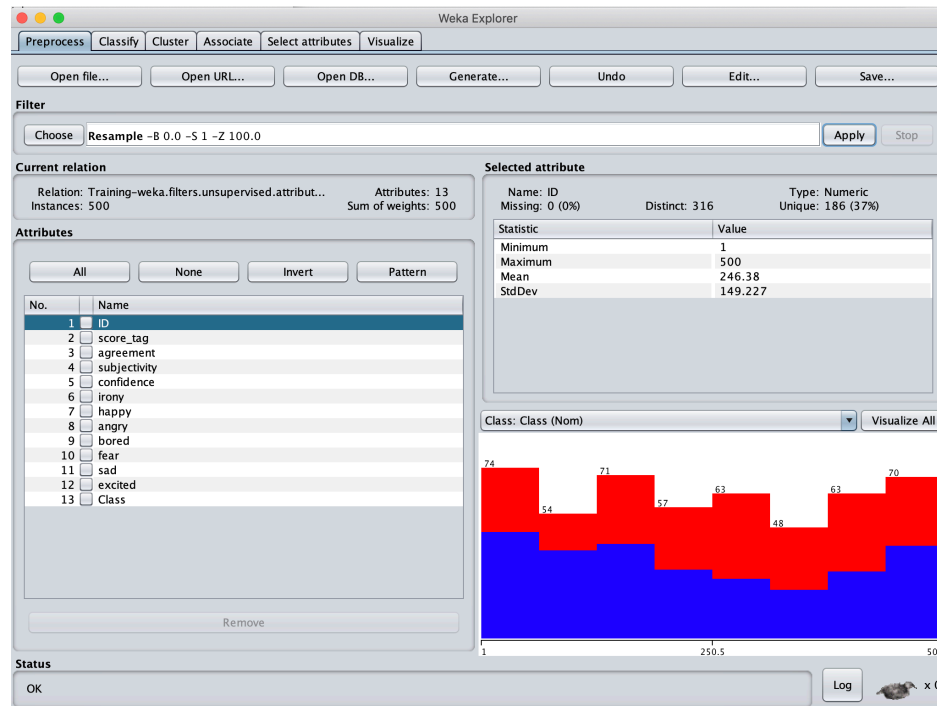 Weka Explorer
Preprocess Classify Cluster Associate Select attributes Visualize
Open file... Open URL... Open DB... Generate... Undo Edit... Save...
Filter
Choose Resample -B 0.0 -S 1 -Z 100.0 Apply Stop
Current relation
Relation: Training-weka.filters.unsupervised.attribut... Attributes: 13
Instances: 500 Sum of weights: 500
Selected attribute
Name: ID Type: Numeric
Missing: 0 (0%) Distinct: 316 Unique: 186 (37%)
Statistic Value
Minimum 1
Maximum 500
Mean 246.38
StdDev 149.227
Attributes
All None Invert Pattern
No. Name
1 ID
2 score_tag
3 agreement
4 subjectivity
5 confidence
6 irony
7 happy
8 angry
9 bored
10 fear
11 sad
12 excited
13 Class
Remove
Class: Class (Nom) Visualize All
74 54 71 57 63 48 63 70
1 250.5
Status
OK
Log x